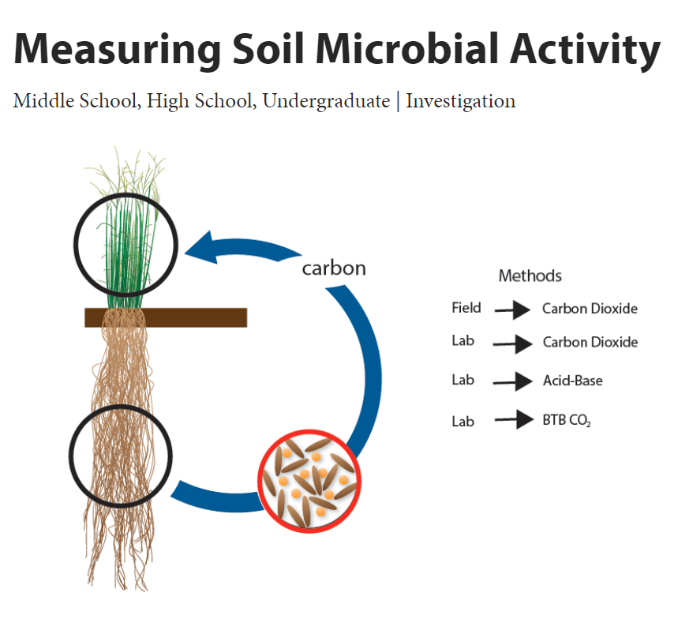 Measuring Soil Microbial Activity
Middle School, High School, Undergraduate | Investigation
carbon
Methods
Field Carbon Dioxide
Lab Carbon Dioxide
Lab Acid-Base
Lab BTB CO₂